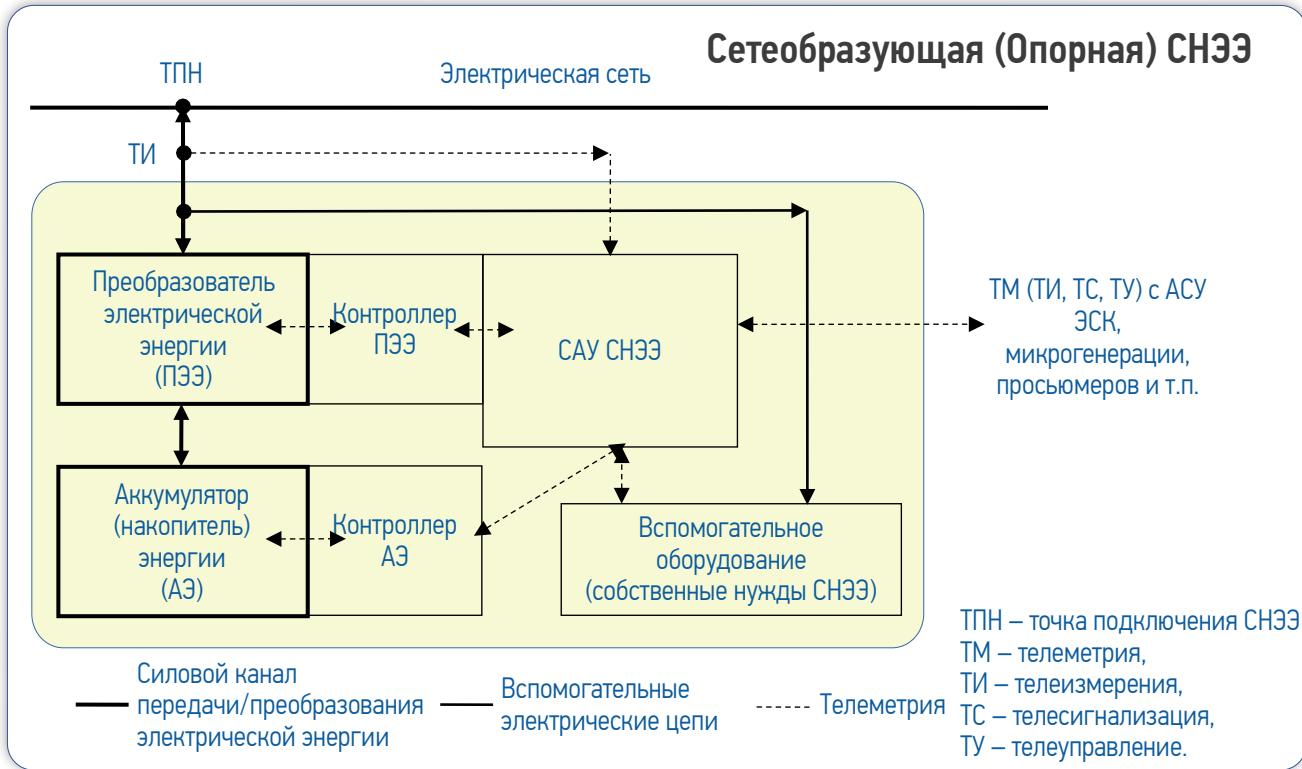 Сетеобразующая (Опорная) СНЭЭ
ТПН
Электрическая сеть
ТИ
Преобразователь
электрической
энергии
(ПЭЭ)
Контроллер
ПЭЭ
САУ СНЭЭ
ТМ (ТИ, ТС, ТУ) с АСУ
ЭСК,
микрогенерации,
просьюмеров и т.п.
Аккумулятор
(накопитель)
энергии
(АЭ)
Контроллер
АЭ
Вспомогательное
оборудование
(собственные нужды СНЭЭ)
ТПН – точка подключения СНЭЭ
ТМ – телеметрия,
ТИ – телеизмерения,
ТС – телесигнализация,
ТУ – телеуправление.
Силовой канал
передачи/преобразования
электрической энергии
Вспомогательные
электрические цепи
Телеметрия